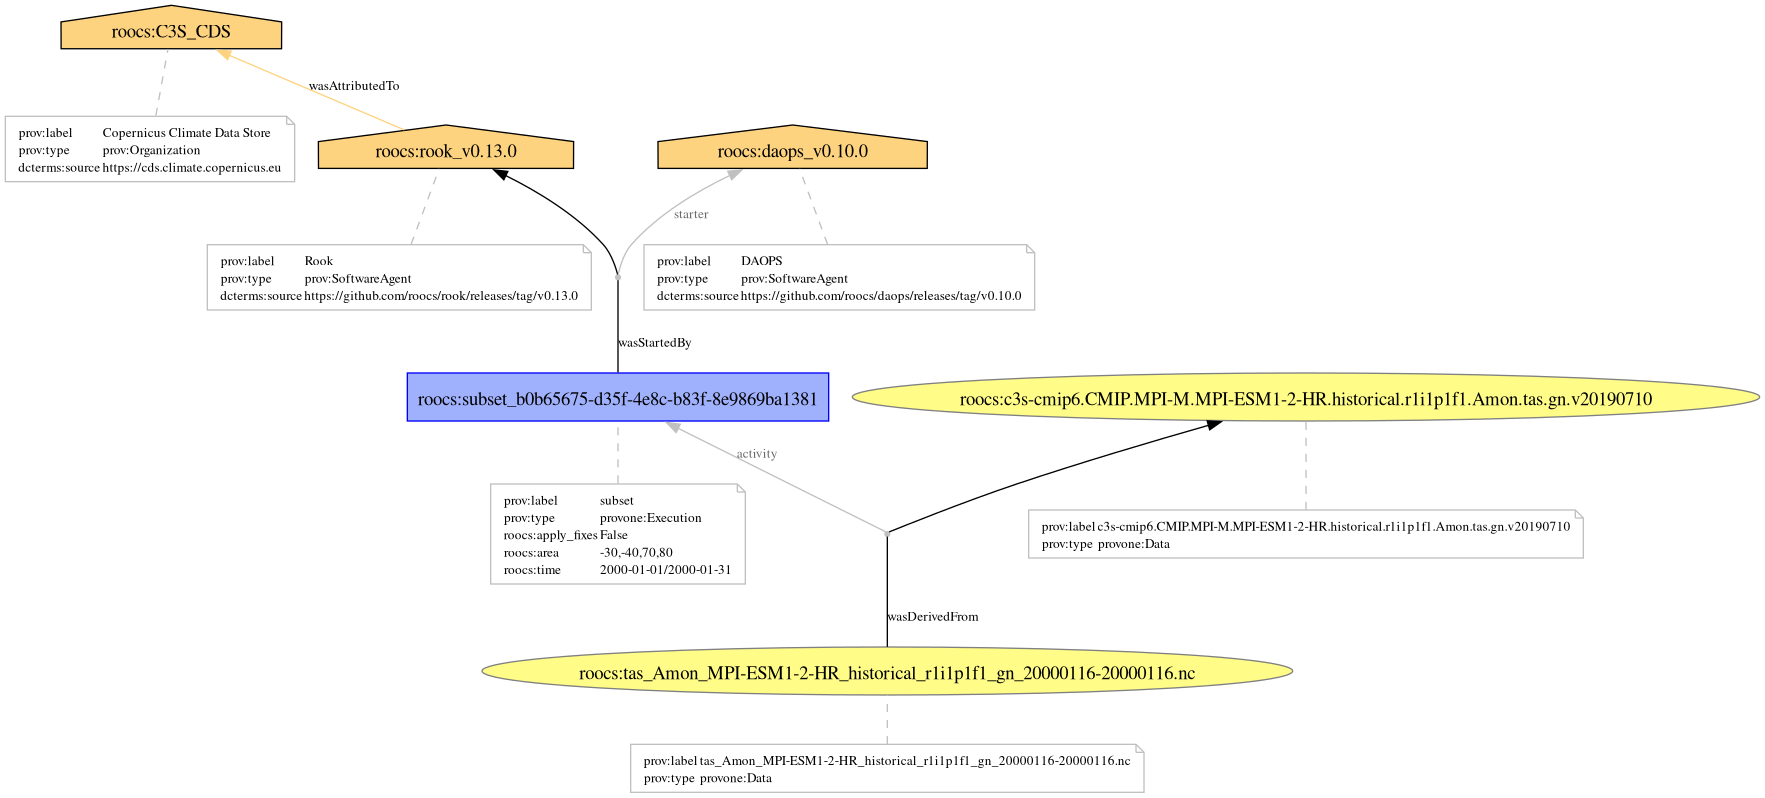 roocs:C3S_CDS
wasAttributedTo
prov:label Copernicus Climate Data Store
prov:type prov:Organization
dcterms:source https://cds.climate.copernicus.eu
roocs:rook_v0.13.0
roocs:daops_v0.10.0
starter
prov:label Rook
prov:type prov:SoftwareAgent
dcterms:source https://github.com/roocs/rook/releases/tag/v0.13.0
prov:label DAOPS
prov:type prov:SoftwareAgent
dcterms:source https://github.com/roocs/daops/releases/tag/v0.10.0
wasStartedBy
roocs:subset_b0b65675-d35f-4e8c-b83f-8e9869ba1381
roocs:c3s-cmip6.CMIP.MPI-M.MPI-ESM1-2-HR.historical.r1i1p1f1.Amon.tas.gn.v20190710
activity
prov:label subset
prov:type provone:Execution
roocs:apply_fixes False
roocs:area -30,-40,70,80
roocs:time 2000-01-01/2000-01-31
prov:label c3s-cmip6.CMIP.MPI-M.MPI-ESM1-2-HR.historical.r1i1p1f1.Amon.tas.gn.v20190710
prov:type provone:Data
wasDerivedFrom
roocs:tas_Amon_MPI-ESM1-2-HR_historical_r1i1p1f1_gn_20000116-20000116.nc
prov:label tas_Amon_MPI-ESM1-2-HR_historical_r1i1p1f1_gn_20000116-20000116.nc
prov:type provone:Data